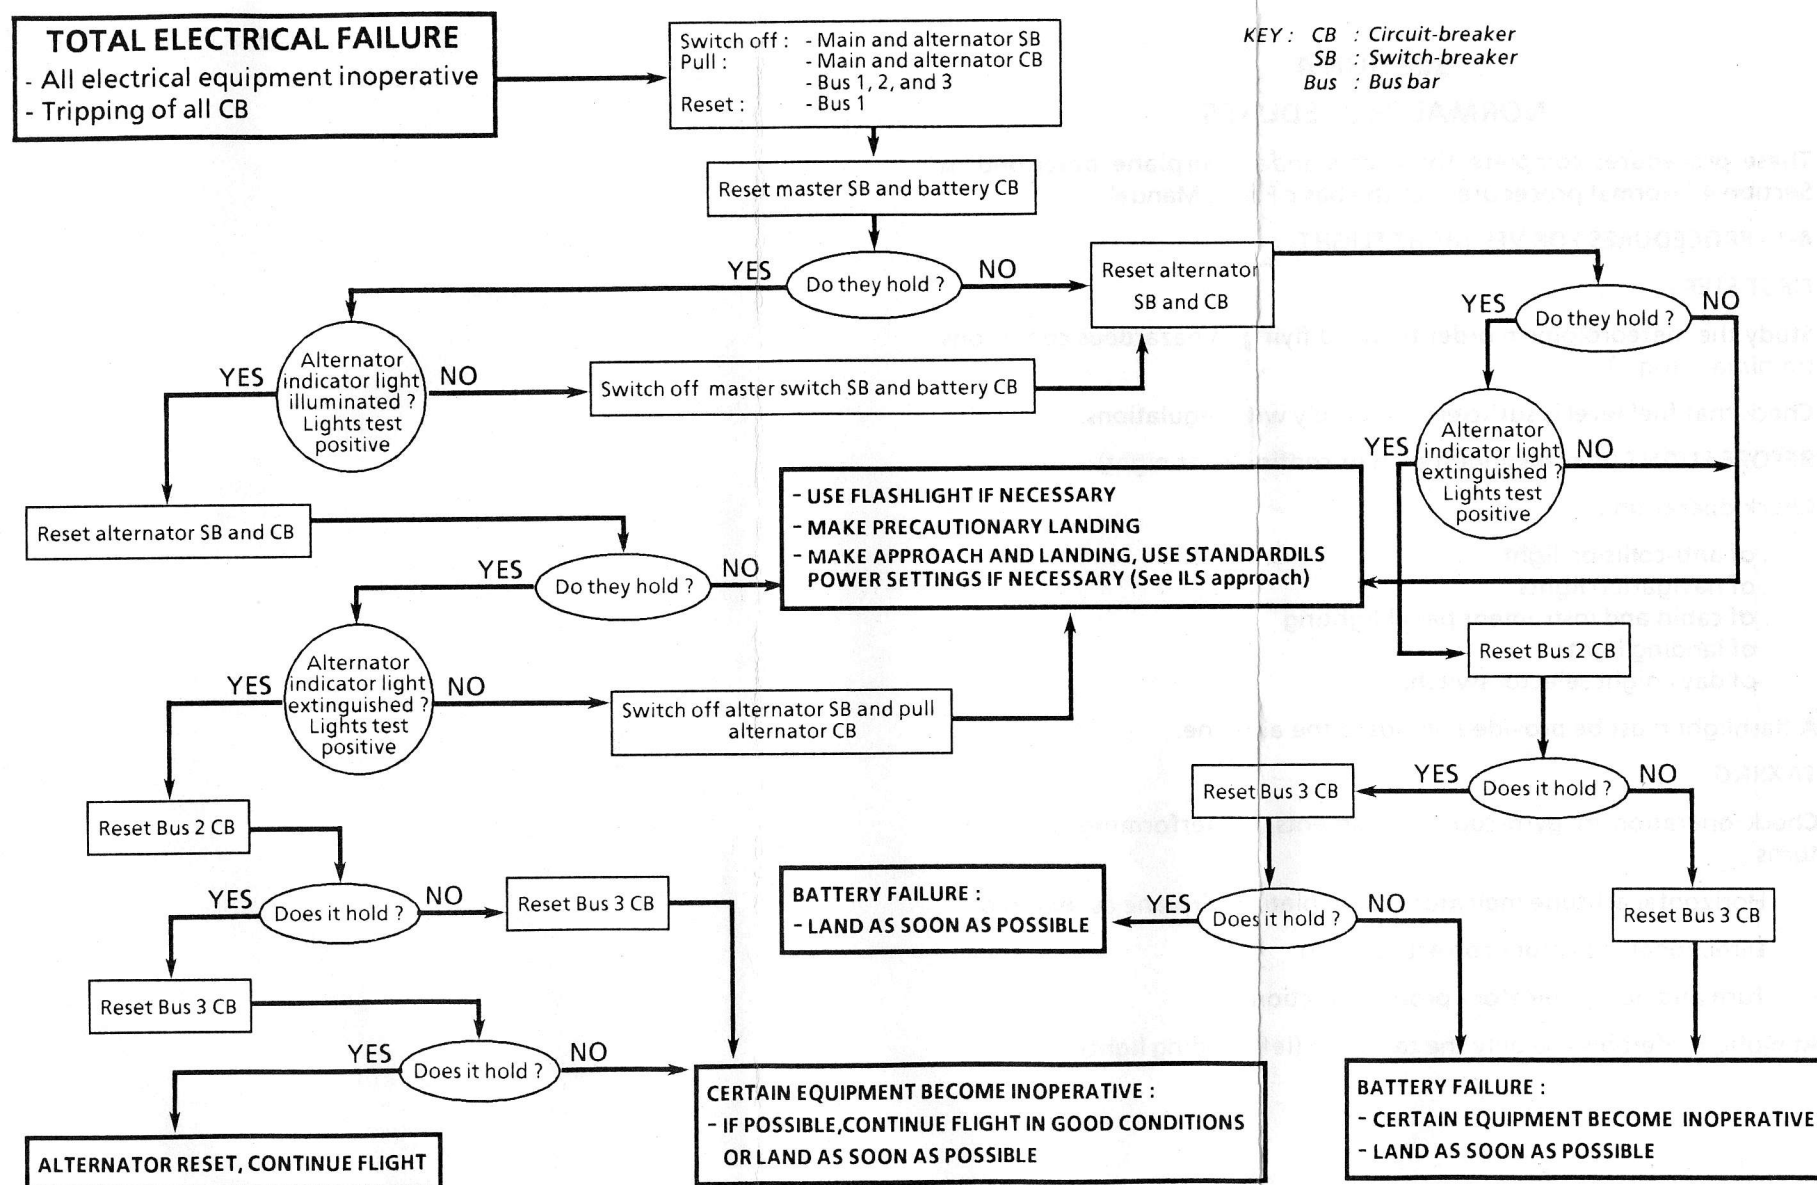 TOTAL ELECTRICAL FAILURE
- All electrical equipment inoperative
- Tripping of all CB
Switch off : - Main and alternator SB
Pull : - Main and alternator CB
- Bus 1, 2, and 3
Reset : - Bus 1
KEY : CB : Circuit-breaker
SB : Switch-breaker
Bus : Bus bar
Reset master SB and battery CB
YES
Do they hold ?
NO
Reset alternator
SB and CB
YES
Do they hold ?
NO
YES
Alternator
indicator light
illuminated ?
Lights test
positive
NO
Switch off master switch SB and battery CB
YES
Alternator
indicator light
extinguished ?
Lights test
positive
NO
Reset alternator SB and CB
- USE FLASHLIGHT IF NECESSARY
- MAKE PRECAUTIONARY LANDING
- MAKE APPROACH AND LANDING, USE STANDARDILS
POWER SETTINGS IF NECESSARY (See ILS approach)
YES
Do they hold ?
NO
YES
Alternator
indicator light
extinguished ?
Lights test
positive
NO
Switch off alternator SB and pull
alternator CB
Reset Bus 2 CB
Reset Bus 3 CB
YES
Does it hold ?
NO
Reset Bus 2 CB
YES
Does it hold ?
NO
Reset Bus 3 CB
BATTERY FAILURE :
- LAND AS SOON AS POSSIBLE
YES
Does it hold ?
NO
Reset Bus 3 CB
Reset Bus 3 CB
YES
Does it hold ?
NO
ALTERNATOR RESET, CONTINUE FLIGHT
CERTAIN EQUIPMENT BECOME INOPERATIVE :
- IF POSSIBLE,CONTINUE FLIGHT IN GOOD CONDITIONS
OR LAND AS SOON AS POSSIBLE
BATTERY FAILURE :
- CERTAIN EQUIPMENT BECOME INOPERATIVE
- LAND AS SOON AS POSSIBLE